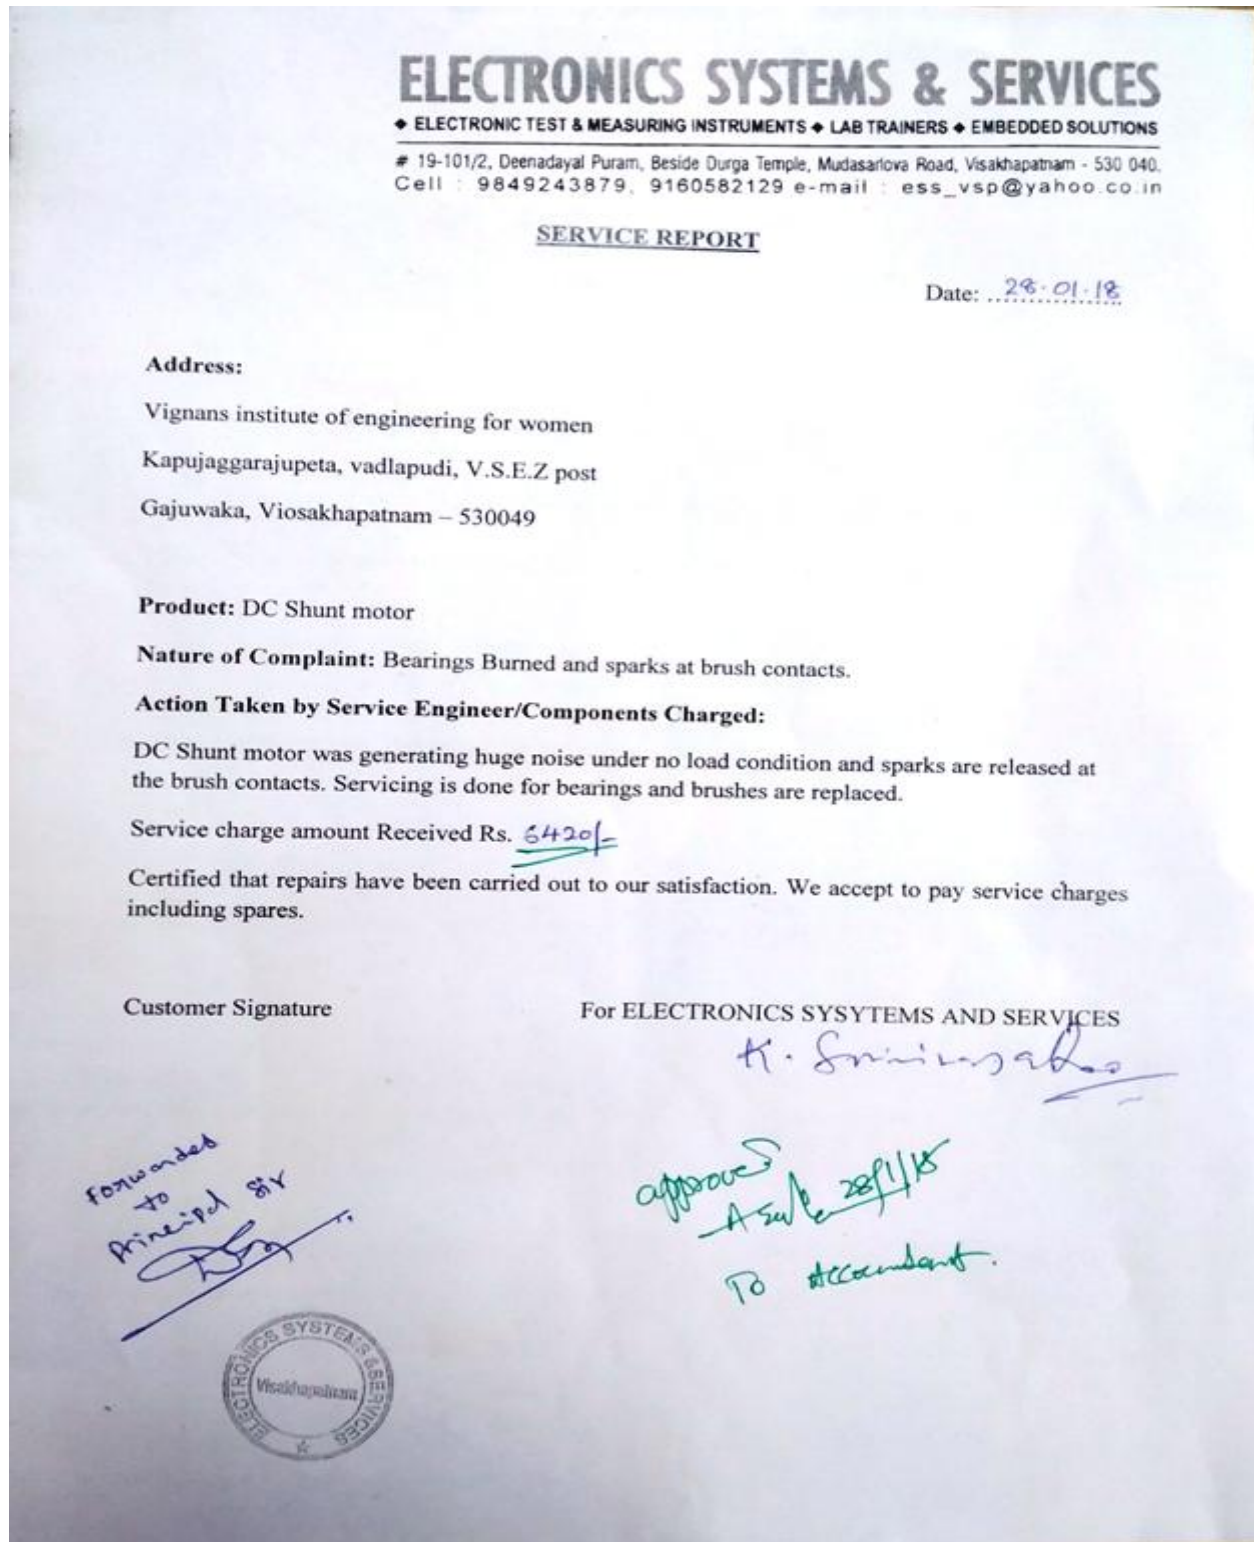 ELECTRONICS SYSTEMS & SERVICES
◆ ELECTRONIC TEST & MEASURING INSTRUMENTS ◆ LAB TRAINERS ◆ EMBEDDED SOLUTIONS
# 19-101/2, Deenadayal Puram, Beside Durga Temple, Mudasarlova Road, Visakhapatnam - 530 040.
Cell : 9849243879, 9160582129 e-mail : ess_vsp@yahoo.co.in
SERVICE REPORT
Date: 28.01.18
Address:
Vignans institute of engineering for women
Kapujaggarajupeta, vadlapudi, V.S.E.Z post
Gajuwaka, Viosakhapatnam – 530049
Product: DC Shunt motor
Nature of Complaint: Bearings Burned and sparks at brush contacts.
Action Taken by Service Engineer/Components Charged:
DC Shunt motor was generating huge noise under no load condition and sparks are released at
the brush contacts. Servicing is done for bearings and brushes are replaced.
Service charge amount Received Rs. 6420/-
Certified that repairs have been carried out to our satisfaction. We accept to pay service charges
including spares.
Customer Signature
For ELECTRONICS SYSYTEMS AND SERVICES
K. Srinivasa Rao
Forwarded
to
Principal Sir
approved
28/1/18
To Accountant.
ELECTRONICS SYSTEMS & SERVICES
Visakhapatnam